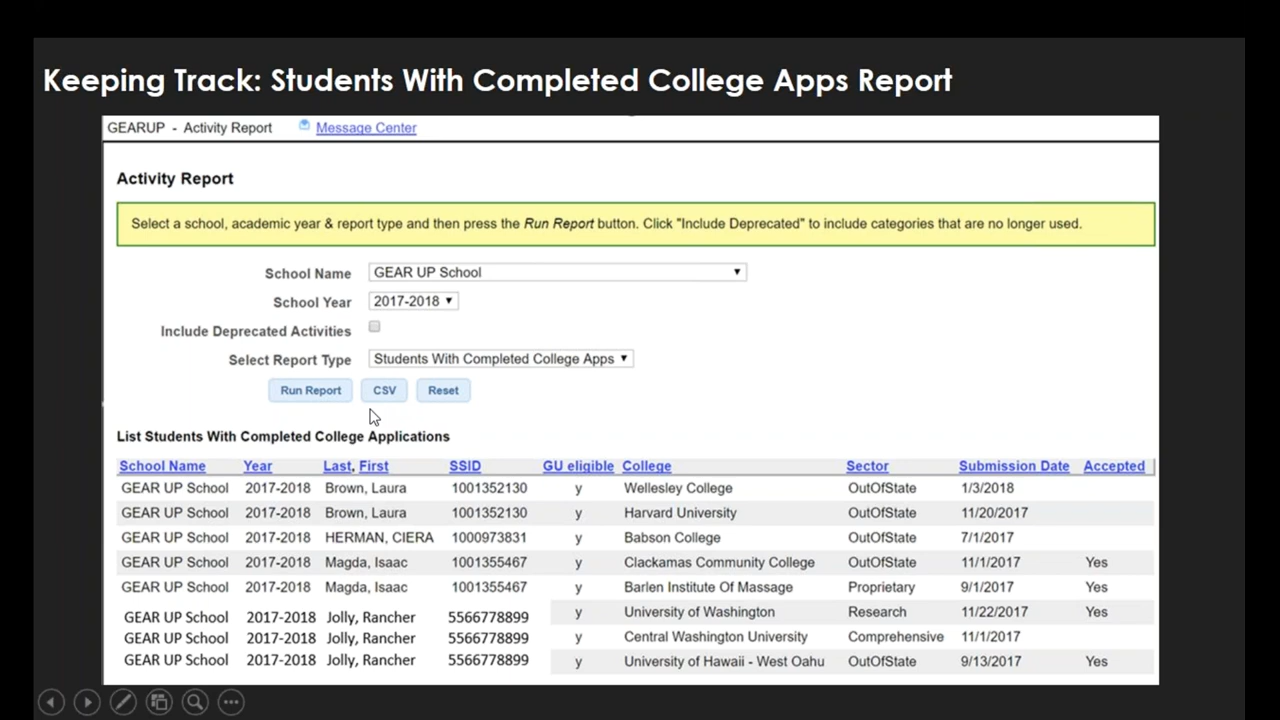 Keeping Track: Students With Completed College Apps Report
GEARUP - Activity Report Message Center
Activity Report
Select a school, academic year & report type and then press the Run Report button. Click "Include Deprecated" to include categories that are no longer used.
School Name GEAR UP School
School Year 2017-2018
Include Deprecated Activities
Select Report Type Students With Completed College Apps
Run Report CSV Reset
List Students With Completed College Applications
School Name Year Last, First SSID GU eligible College Sector Submission Date Accepted
GEAR UP School 2017-2018 Brown, Laura 1001352130 y Wellesley College OutOfState 1/3/2018
GEAR UP School 2017-2018 Brown, Laura 1001352130 y Harvard University OutOfState 11/20/2017
GEAR UP School 2017-2018 HERMAN, CIERA 1000973831 y Babson College OutOfState 7/1/2017
GEAR UP School 2017-2018 Magda, Isaac 1001355467 y Clackamas Community College OutOfState 11/1/2017 Yes
GEAR UP School 2017-2018 Magda, Isaac 1001355467 y Barlen Institute Of Massage Proprietary 9/1/2017 Yes
GEAR UP School 2017-2018 Jolly, Rancher 5566778899 y University of Washington Research 11/22/2017 Yes
GEAR UP School 2017-2018 Jolly, Rancher 5566778899 y Central Washington University Comprehensive 11/1/2017
GEAR UP School 2017-2018 Jolly, Rancher 5566778899 y University of Hawaii - West Oahu OutOfState 9/13/2017 Yes